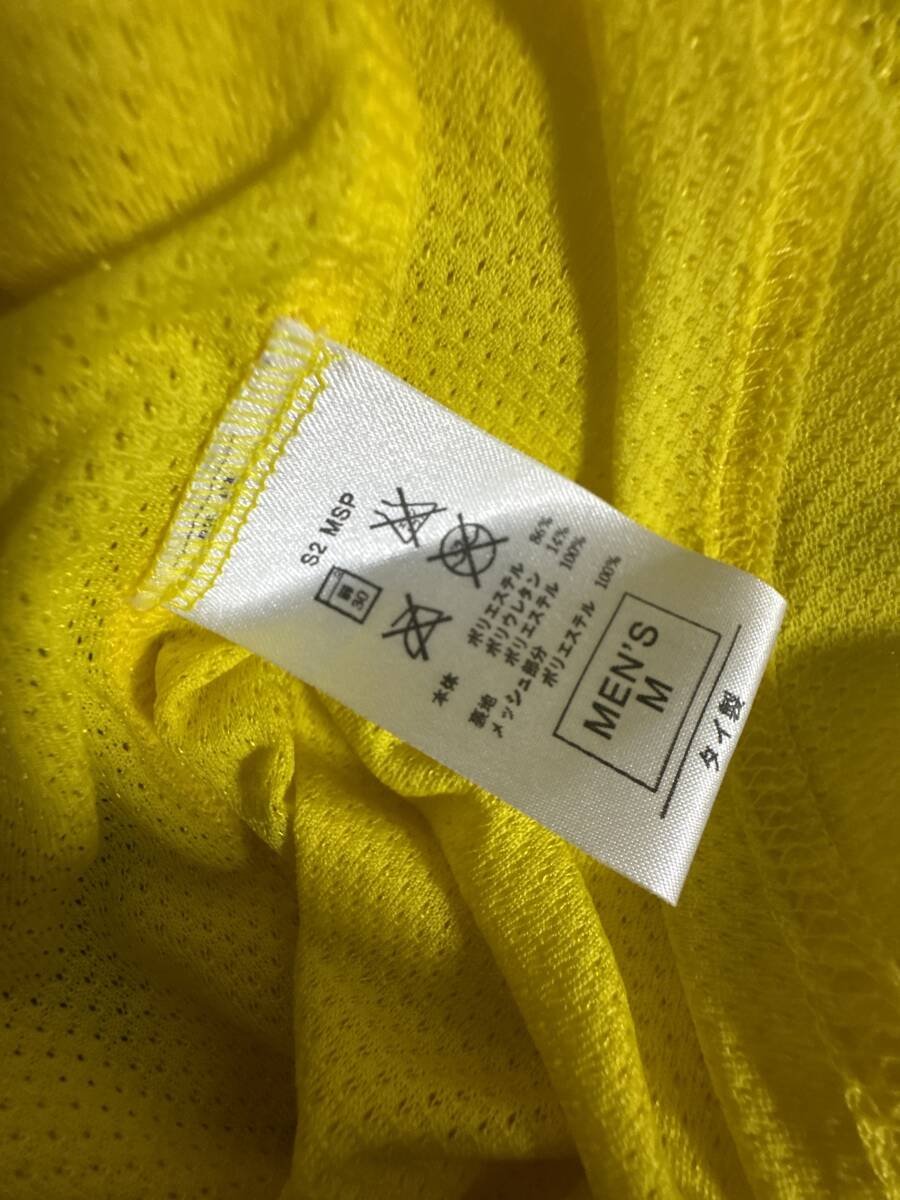 S2 MSP
弱
30
本体
ポリエステル 86%
ポリウレタン 14%
裏地
ポリエステル 100%
メッシュ部分
ポリエステル 100%
MEN'S
M
タイ製